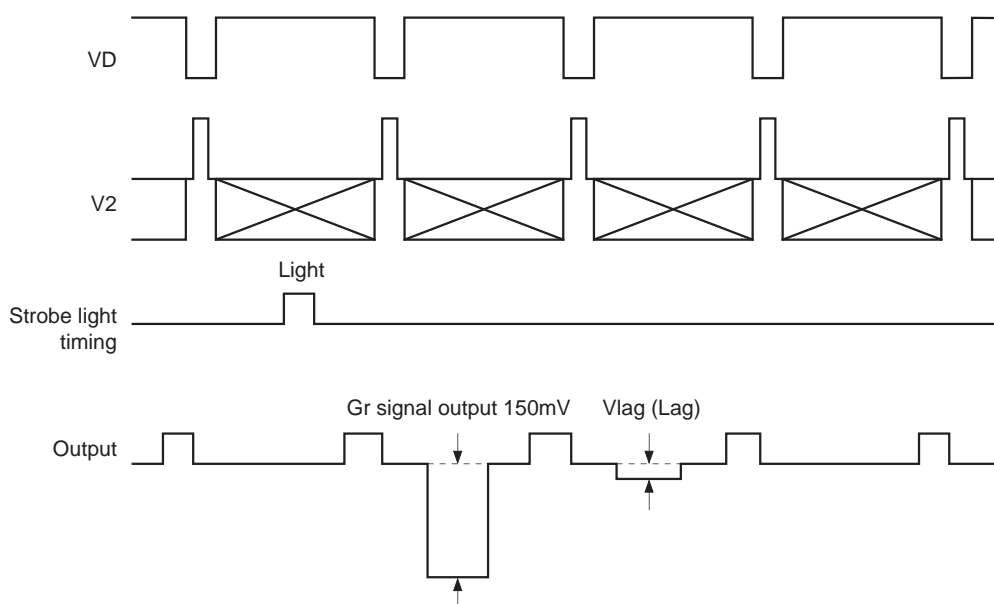 VD
V2
Light
Strobe light
timing
Gr signal output 150mV
Vlag (Lag)
Output